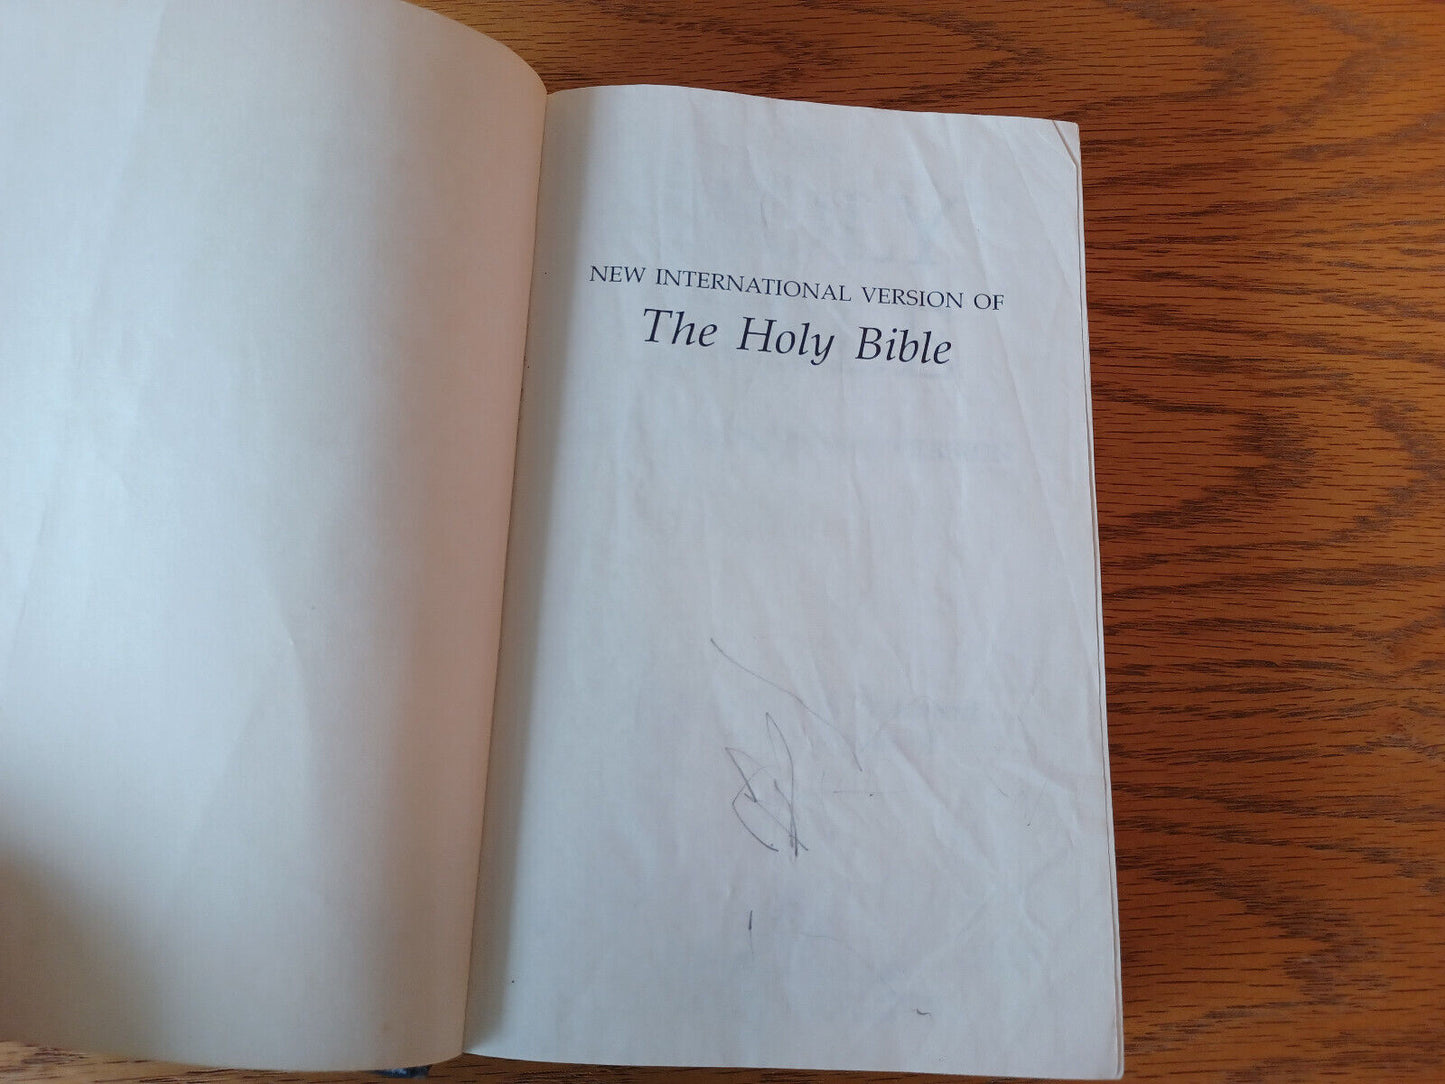 NEW INTERNATIONAL VERSION OF
The Holy Bible